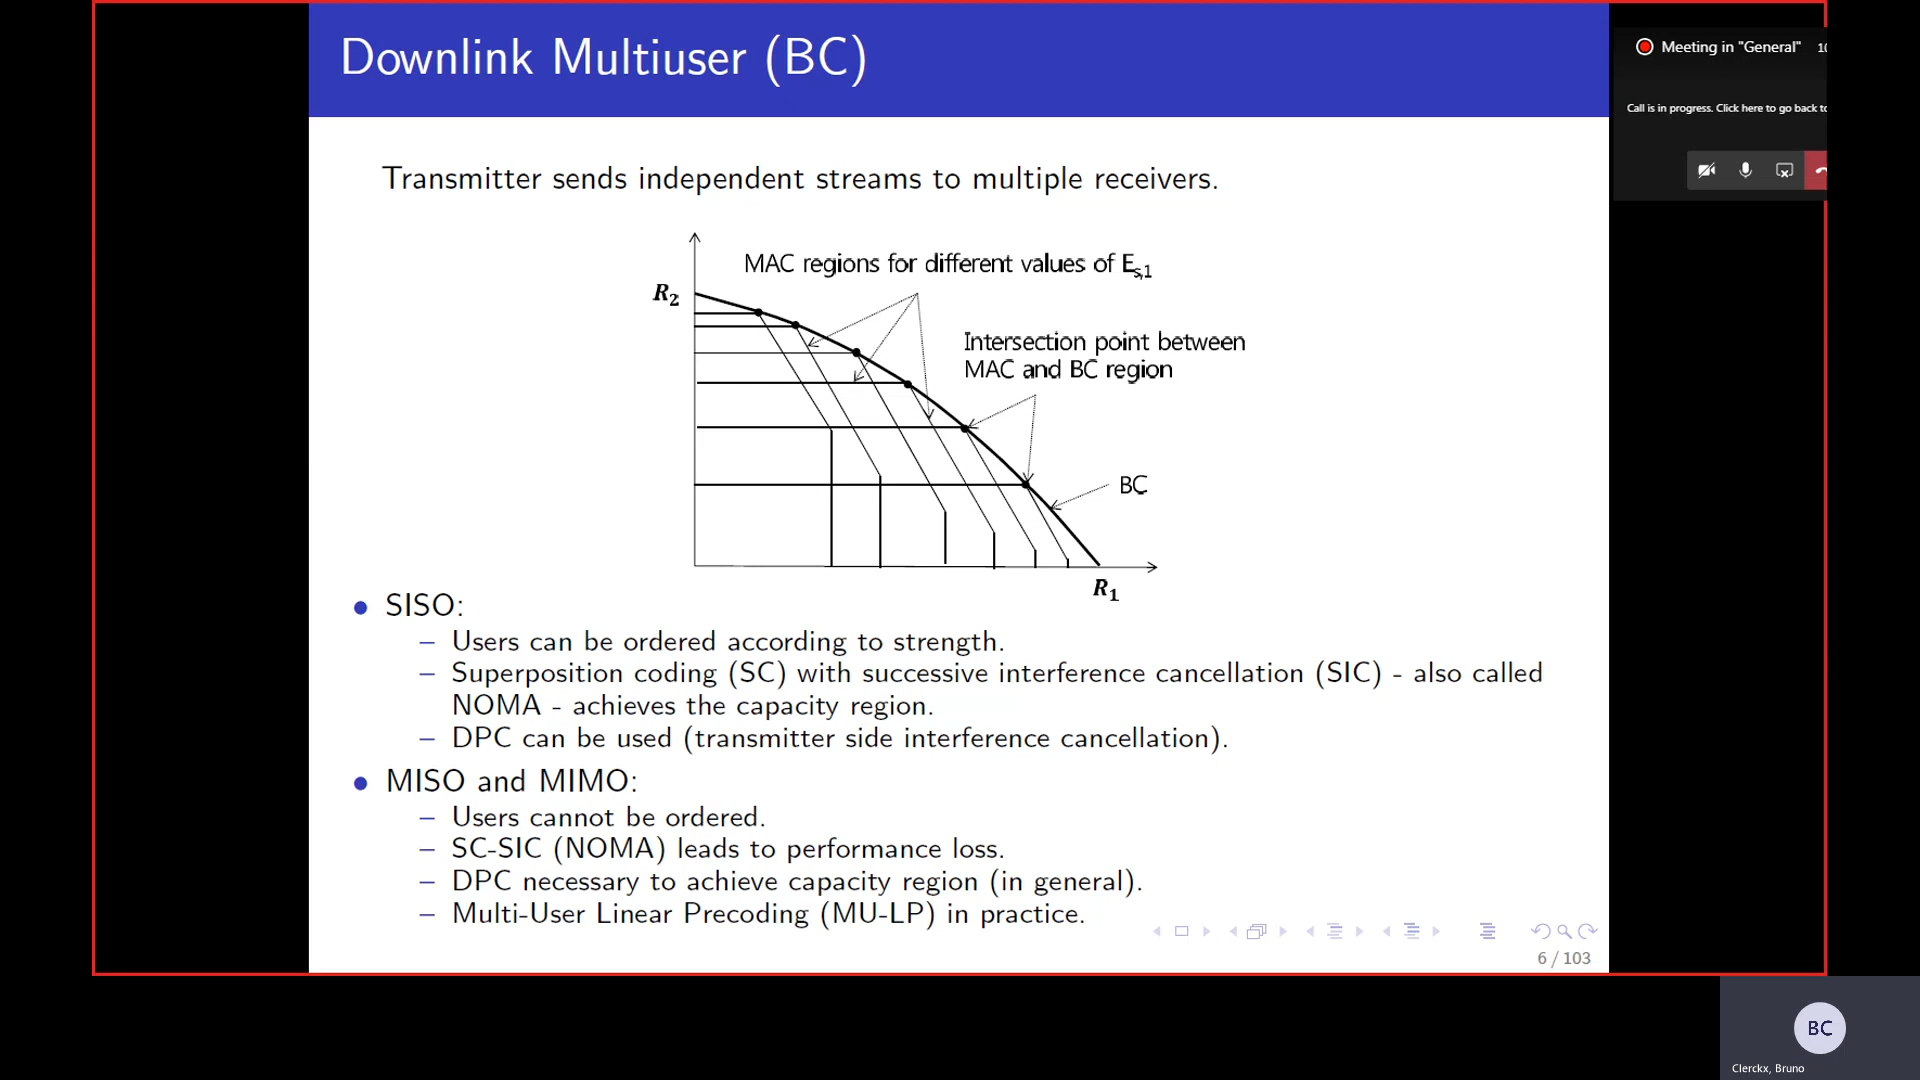 Downlink Multiuser (BC)
Meeting in "General"
Call is in progress. Click here to go back to
Transmitter sends independent streams to multiple receivers.
MAC regions for different values of E_{s,1}
R_2
Intersection point between
MAC and BC region
BC
R_1
• SISO:
– Users can be ordered according to strength.
– Superposition coding (SC) with successive interference cancellation (SIC) - also called
NOMA - achieves the capacity region.
– DPC can be used (transmitter side interference cancellation).
• MISO and MIMO:
– Users cannot be ordered.
– SC-SIC (NOMA) leads to performance loss.
– DPC necessary to achieve capacity region (in general).
– Multi-User Linear Precoding (MU-LP) in practice.
6 / 103
BC
Clerckx, Bruno